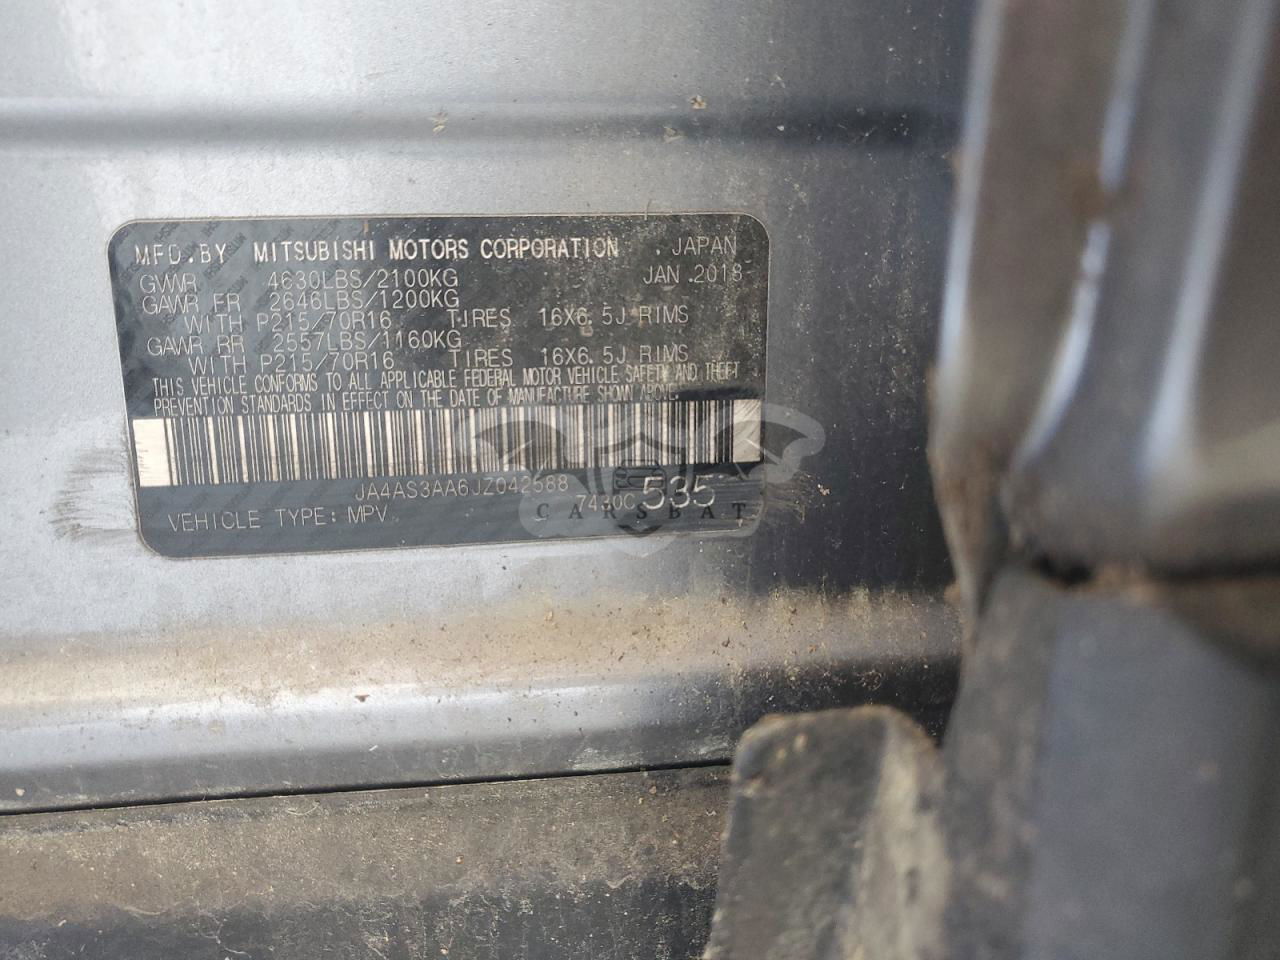 MFD.BY MITSUBISHI MOTORS CORPORATION . JAPAN
GVWR 4630LBS/2100KG JAN .2018
GAWR FR 2646LBS/1200KG
WITH P215/70R16 TIRES 16X6.5J RIMS
GAWR RR 2557LBS/1160KG
WITH P215/70R16 TIRES 16X6.5J RIMS
THIS VEHICLE CONFORMS TO ALL APPLICABLE FEDERAL MOTOR VEHICLE SAFETY AND THEFT
PREVENTION STANDARDS IN EFFECT ON THE DATE OF MANUFACTURE SHOWN ABOVE.
JA4AS3AA6JZ042588
535
VEHICLE TYPE: MPV
CARSBAT